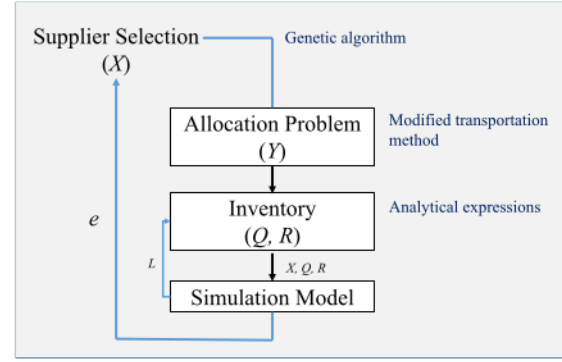 Supplier Selection
(X)
Genetic algorithm
Allocation Problem
(Y)
Modified transportation
method
Inventory
(Q, R)
Analytical expressions
e
L
X, Q, R
Simulation Model